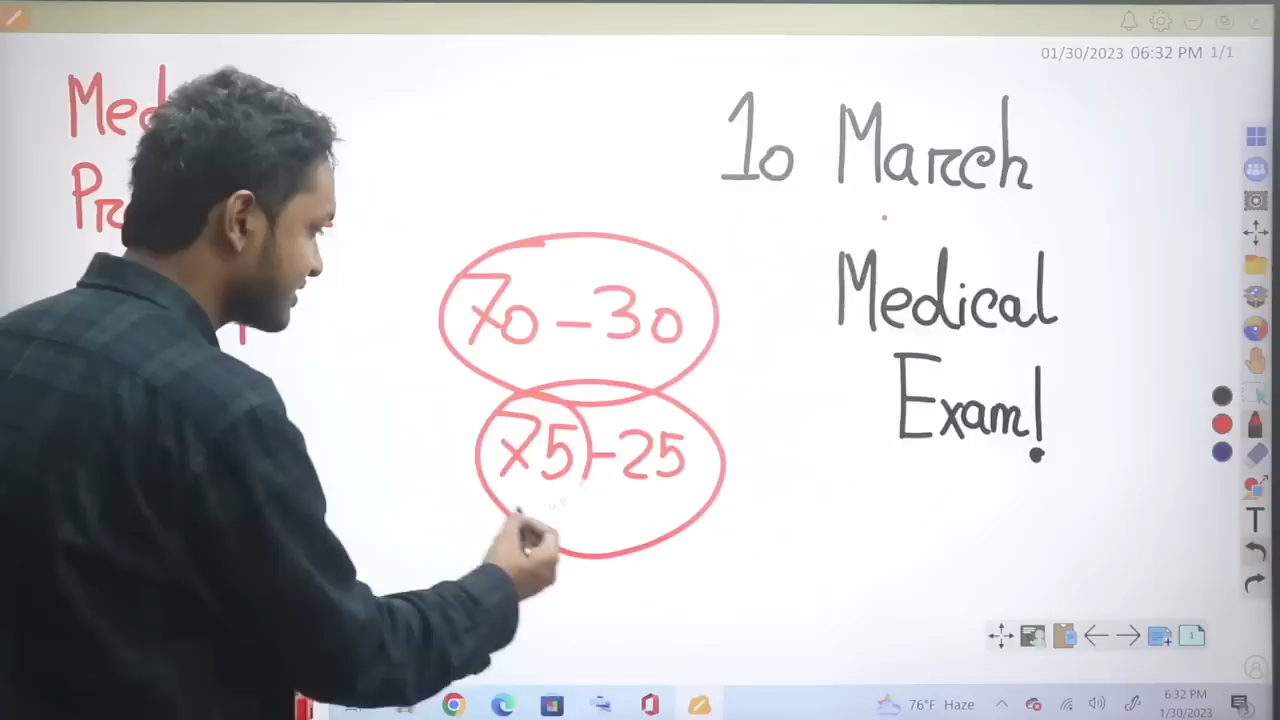 01/30/2023 06:32 PM 1/1
Med
Pr
10 March
Medical
Exam!
70-30
75-25
T
1
76°F Haze
6:32 PM
1/30/2023